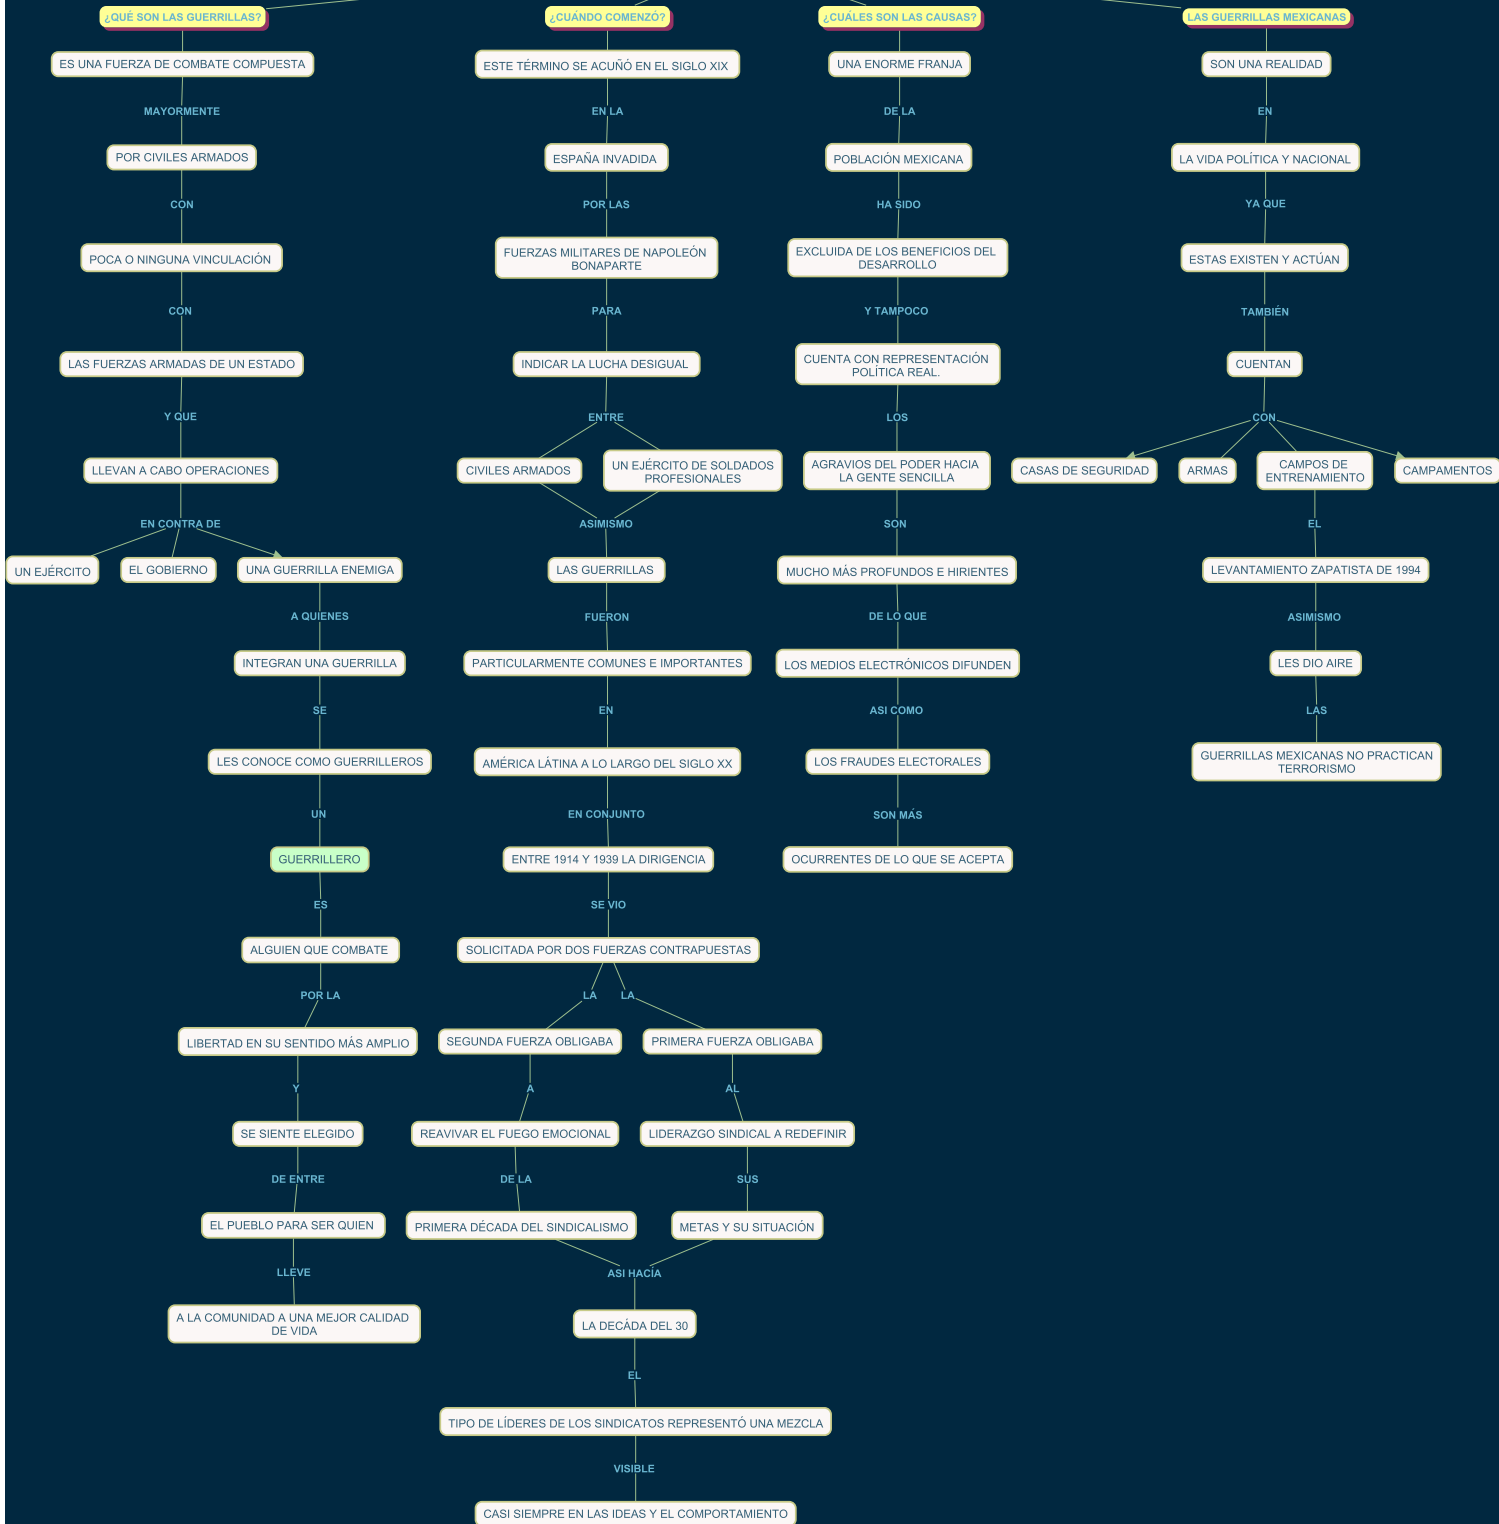 ¿QUÉ SON LAS GUERRILLAS?
ES UNA FUERZA DE COMBATE COMPUESTA
MAYORMENTE
POR CIVILES ARMADOS
CON
POCA O NINGUNA VINCULACIÓN
CON
LAS FUERZAS ARMADAS DE UN ESTADO
Y QUE
LLEVAN A CABO OPERACIONES
EN CONTRA DE
UN EJÉRCITO
EL GOBIERNO
UNA GUERRILLA ENEMIGA
A QUIENES
INTEGRAN UNA GUERRILLA
SE
LES CONOCE COMO GUERRILLEROS
UN
GUERRILLERO
ES
ALGUIEN QUE COMBATE
POR LA
LIBERTAD EN SU SENTIDO MÁS AMPLIO
Y
SE SIENTE ELEGIDO
DE ENTRE
EL PUEBLO PARA SER QUIEN
LLEVE
A LA COMUNIDAD A UNA MEJOR CALIDAD
DE VIDA
¿CUÁNDO COMENZÓ?
ESTE TÉRMINO SE ACUÑÓ EN EL SIGLO XIX
EN LA
ESPAÑA INVADIDA
POR LAS
FUERZAS MILITARES DE NAPOLEÓN
BONAPARTE
PARA
INDICAR LA LUCHA DESIGUAL
ENTRE
CIVILES ARMADOS
UN EJÉRCITO DE SOLDADOS
PROFESIONALES
ASIMISMO
LAS GUERRILLAS
FUERON
PARTICULARMENTE COMUNES E IMPORTANTES
EN
AMÉRICA LÁTINA A LO LARGO DEL SIGLO XX
EN CONJUNTO
ENTRE 1914 Y 1939 LA DIRIGENCIA
SE VIO
SOLICITADA POR DOS FUERZAS CONTRAPUESTAS
LA
SEGUNDA FUERZA OBLIGABA
A
REAVIVAR EL FUEGO EMOCIONAL
DE LA
PRIMERA DÉCADA DEL SINDICALISMO
LA
PRIMERA FUERZA OBLIGABA
AL
LIDERAZGO SINDICAL A REDEFINIR
SUS
METAS Y SU SITUACIÓN
ASI HACÍA
LA DECÁDA DEL 30
EL
TIPO DE LÍDERES DE LOS SINDICATOS REPRESENTÓ UNA MEZCLA
VISIBLE
CASI SIEMPRE EN LAS IDEAS Y EL COMPORTAMIENTO
¿CUÁLES SON LAS CAUSAS?
UNA ENORME FRANJA
DE LA
POBLACIÓN MEXICANA
HA SIDO
EXCLUIDA DE LOS BENEFICIOS DEL
DESARROLLO
Y TAMPOCO
CUENTA CON REPRESENTACIÓN
POLÍTICA REAL.
LOS
AGRAVIOS DEL PODER HACIA
LA GENTE SENCILLA
SON
MUCHO MÁS PROFUNDOS E HIRIENTES
DE LO QUE
LOS MEDIOS ELECTRÓNICOS DIFUNDEN
ASI COMO
LOS FRAUDES ELECTORALES
SON MÁS
OCURRENTES DE LO QUE SE ACEPTA
LAS GUERRILLAS MEXICANAS
SON UNA REALIDAD
EN
LA VIDA POLÍTICA Y NACIONAL
YA QUE
ESTAS EXISTEN Y ACTÚAN
TAMBIÉN
CUENTAN
CON
CASAS DE SEGURIDAD
ARMAS
CAMPOS DE
ENTRENAMIENTO
CAMPAMENTOS
EL
LEVANTAMIENTO ZAPATISTA DE 1994
ASIMISMO
LES DIO AIRE
LAS
GUERRILLAS MEXICANAS NO PRACTICAN
TERRORISMO